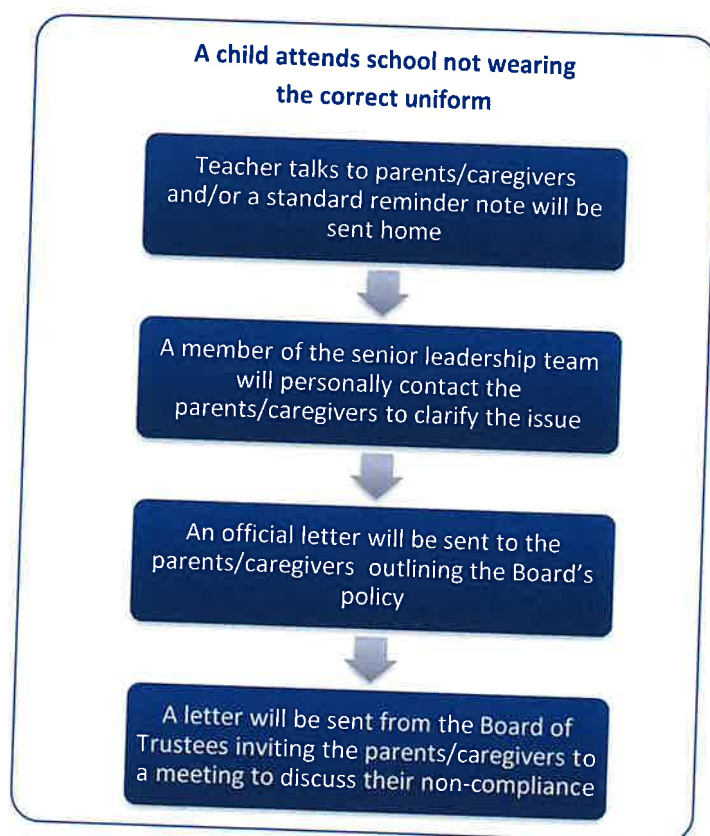 A child attends school not wearing
the correct uniform
Teacher talks to parents/caregivers
and/or a standard reminder note will be
sent home
A member of the senior leadership team
will personally contact the
parents/caregivers to clarify the issue
An official letter will be sent to the
parents/caregivers outlining the Board's
policy
A letter will be sent from the Board of
Trustees inviting the parents/caregivers to
a meeting to discuss their non-compliance